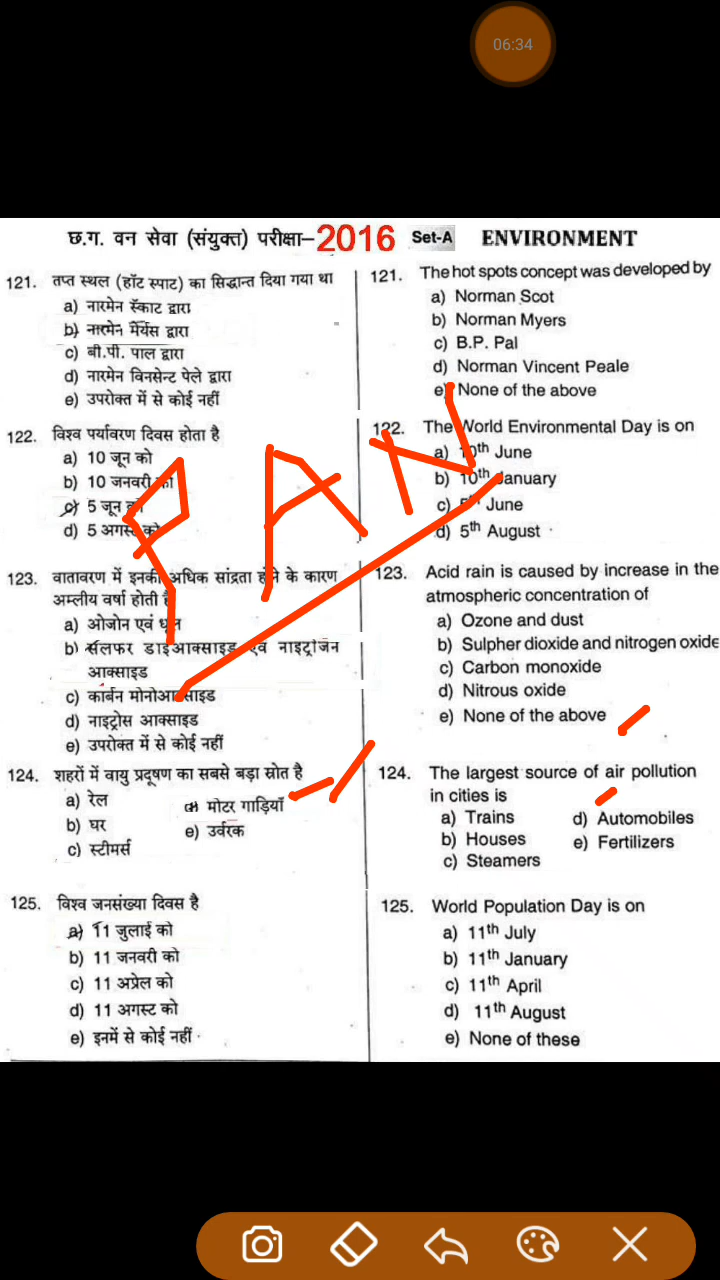 06:34
छ.ग. वन सेवा (संयुक्त) परीक्षा–2016 Set-A ENVIRONMENT
121. तप्त स्थल (हॉट स्पाट) का सिद्धान्त दिया गया था
a) नारमेन स्कॅाट द्वारा
b) नारमेन मैर्यस द्वारा
c) बी.पी. पाल द्वारा
d) नारमेन विनसेन्ट पेले द्वारा
e) उपरोक्त में से कोई नहीं
122. विश्व पर्यावरण दिवस होता है
a) 10 जून को
b) 10 जनवरी को
c) 5 जून को
d) 5 अगस्त को
123. वातावरण में इनकी अधिक सांद्रता होने के कारण
अम्लीय वर्षा होती है
a) ओजोन एवं धूल
b) सलफर डाईआक्साइड एवं नाइट्रोजन
आक्साइड
c) कार्बन मोनोआक्साइड
d) नाइट्रोस आक्साइड
e) उपरोक्त में से कोई नहीं
124. शहरों में वायु प्रदूषण का सबसे बड़ा स्रोत है
a) रेल
d) मोटर गाड़ियाँ
b) घर
e) उर्वरक
c) स्टीमर्स
125. विश्व जनसंख्या दिवस है
a) 11 जुलाई को
b) 11 जनवरी को
c) 11 अप्रेल को
d) 11 अगस्त को
e) इनमें से कोई नहीं
121. The hot spots concept was developed by
a) Norman Scot
b) Norman Myers
c) B.P. Pal
d) Norman Vincent Peale
e) None of the above
122. The World Environmental Day is on
a) 10th June
b) 10th January
c) 5th June
d) 5th August
123. Acid rain is caused by increase in the
atmospheric concentration of
a) Ozone and dust
b) Sulpher dioxide and nitrogen oxide
c) Carbon monoxide
d) Nitrous oxide
e) None of the above
124. The largest source of air pollution
in cities is
a) Trains d) Automobiles
b) Houses e) Fertilizers
c) Steamers
125. World Population Day is on
a) 11th July
b) 11th January
c) 11th April
d) 11th August
e) None of these
PAN